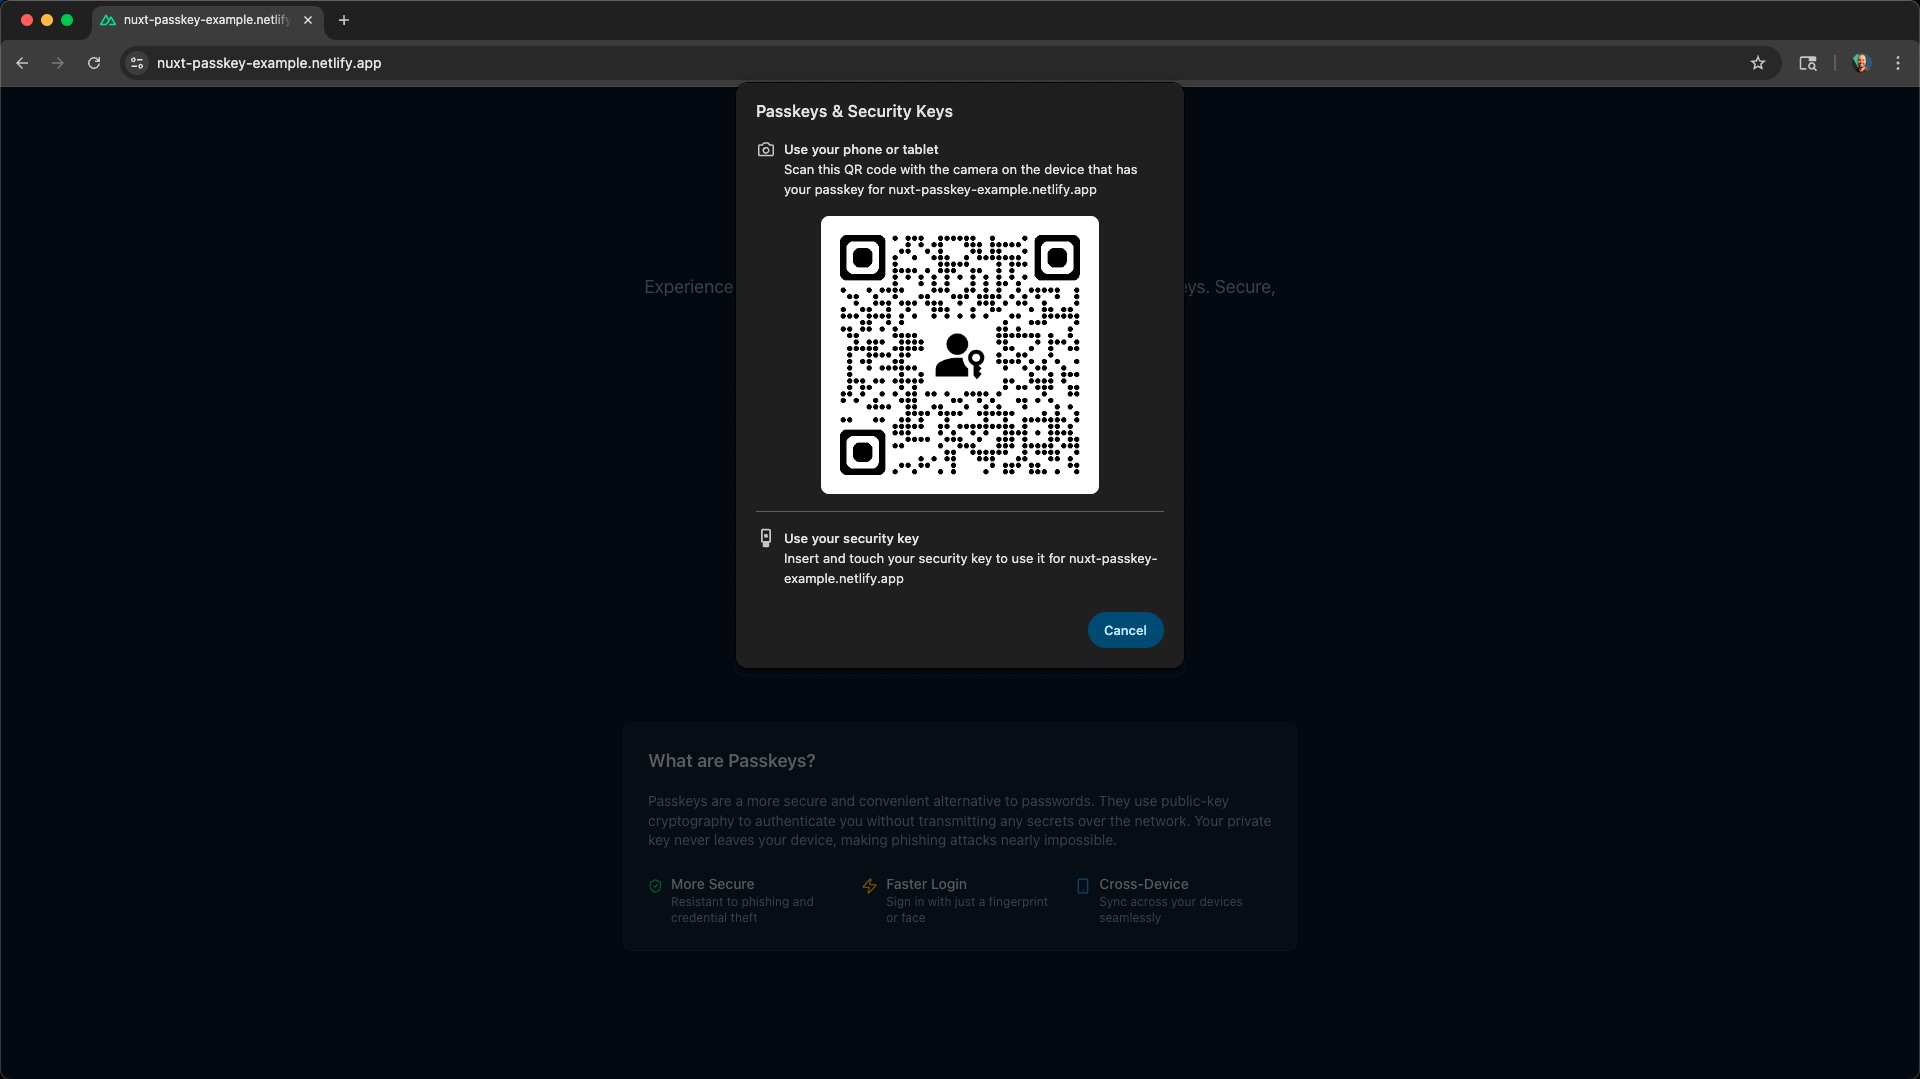 nuxt-passkey-example.netlify
nuxt-passkey-example.netlify.app
Passkeys & Security Keys
Use your phone or tablet
Scan this QR code with the camera on the device that has
your passkey for nuxt-passkey-example.netlify.app
Experience
eys. Secure,
Use your security key
Insert and touch your security key to use it for nuxt-passkey-
example.netlify.app
Cancel
What are Passkeys?
Passkeys are a more secure and convenient alternative to passwords. They use public-key
cryptography to authenticate you without transmitting any secrets over the network. Your private
key never leaves your device, making phishing attacks nearly impossible.
More Secure
Resistant to phishing and
credential theft
Faster Login
Sign in with just a fingerprint
or face
Cross-Device
Sync across your devices
seamlessly